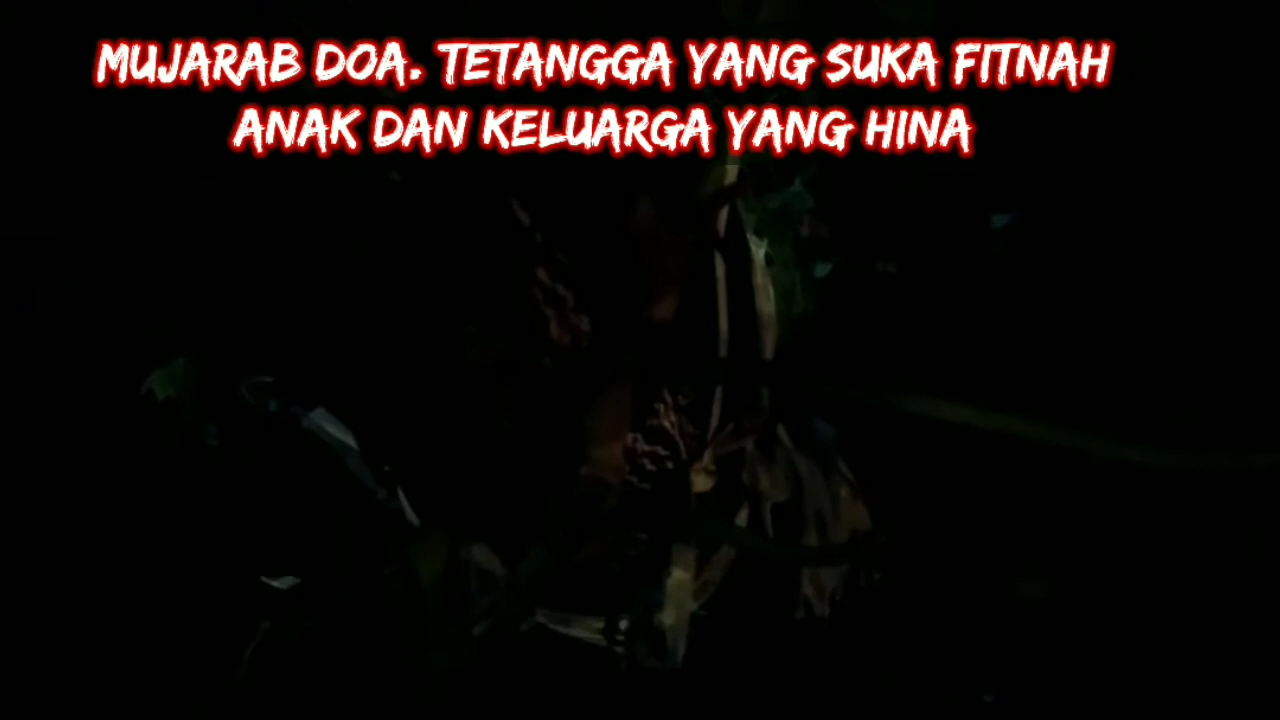 MUJARAB DOA. TETANGGA YANG SUKA FITNAH
ANAK DAN KELUARGA YANG HINA